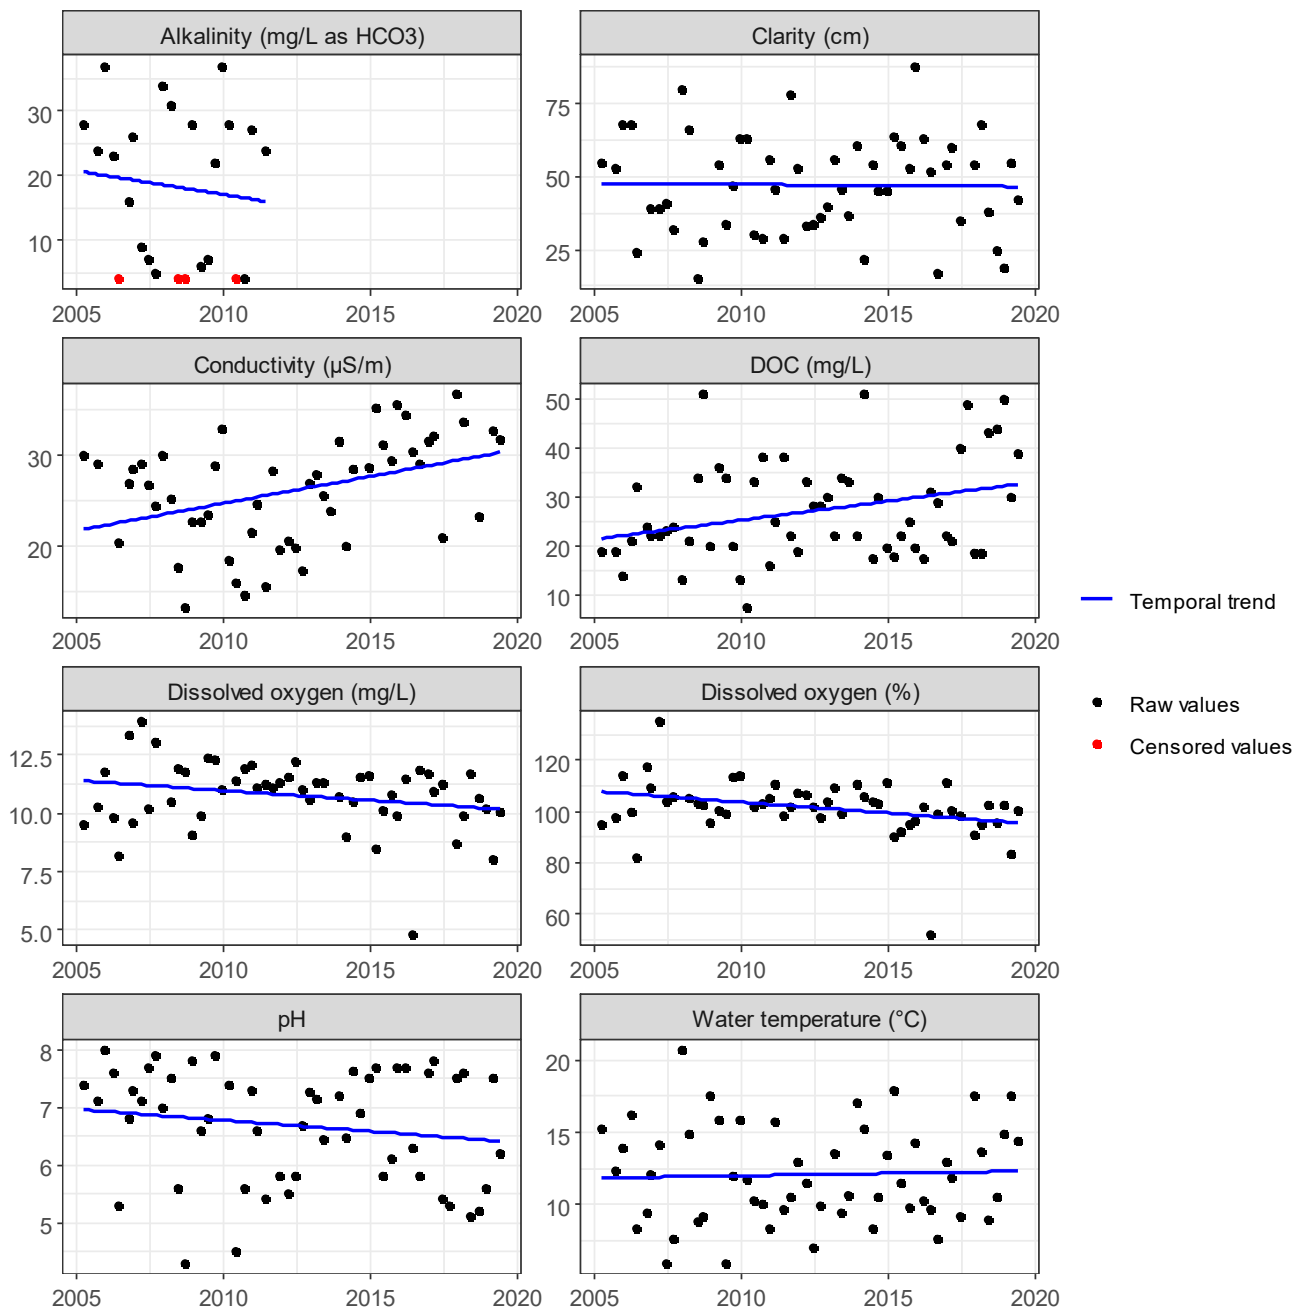 Alkalinity (mg/L as HCO3)
Clarity (cm)
30
20
10
2005 2010 2015 2020
75
50
25
2005 2010 2015 2020
Conductivity (µS/m)
DOC (mg/L)
30
20
2005 2010 2015 2020
50
40
30
20
10
2005 2010 2015 2020
Temporal trend
Raw values
Censored values
Dissolved oxygen (mg/L)
Dissolved oxygen (%)
12.5
10.0
7.5
5.0
2005 2010 2015 2020
120
100
80
60
2005 2010 2015 2020
pH
Water temperature (°C)
8
7
6
5
2005 2010 2015 2020
20
15
10
2005 2010 2015 2020